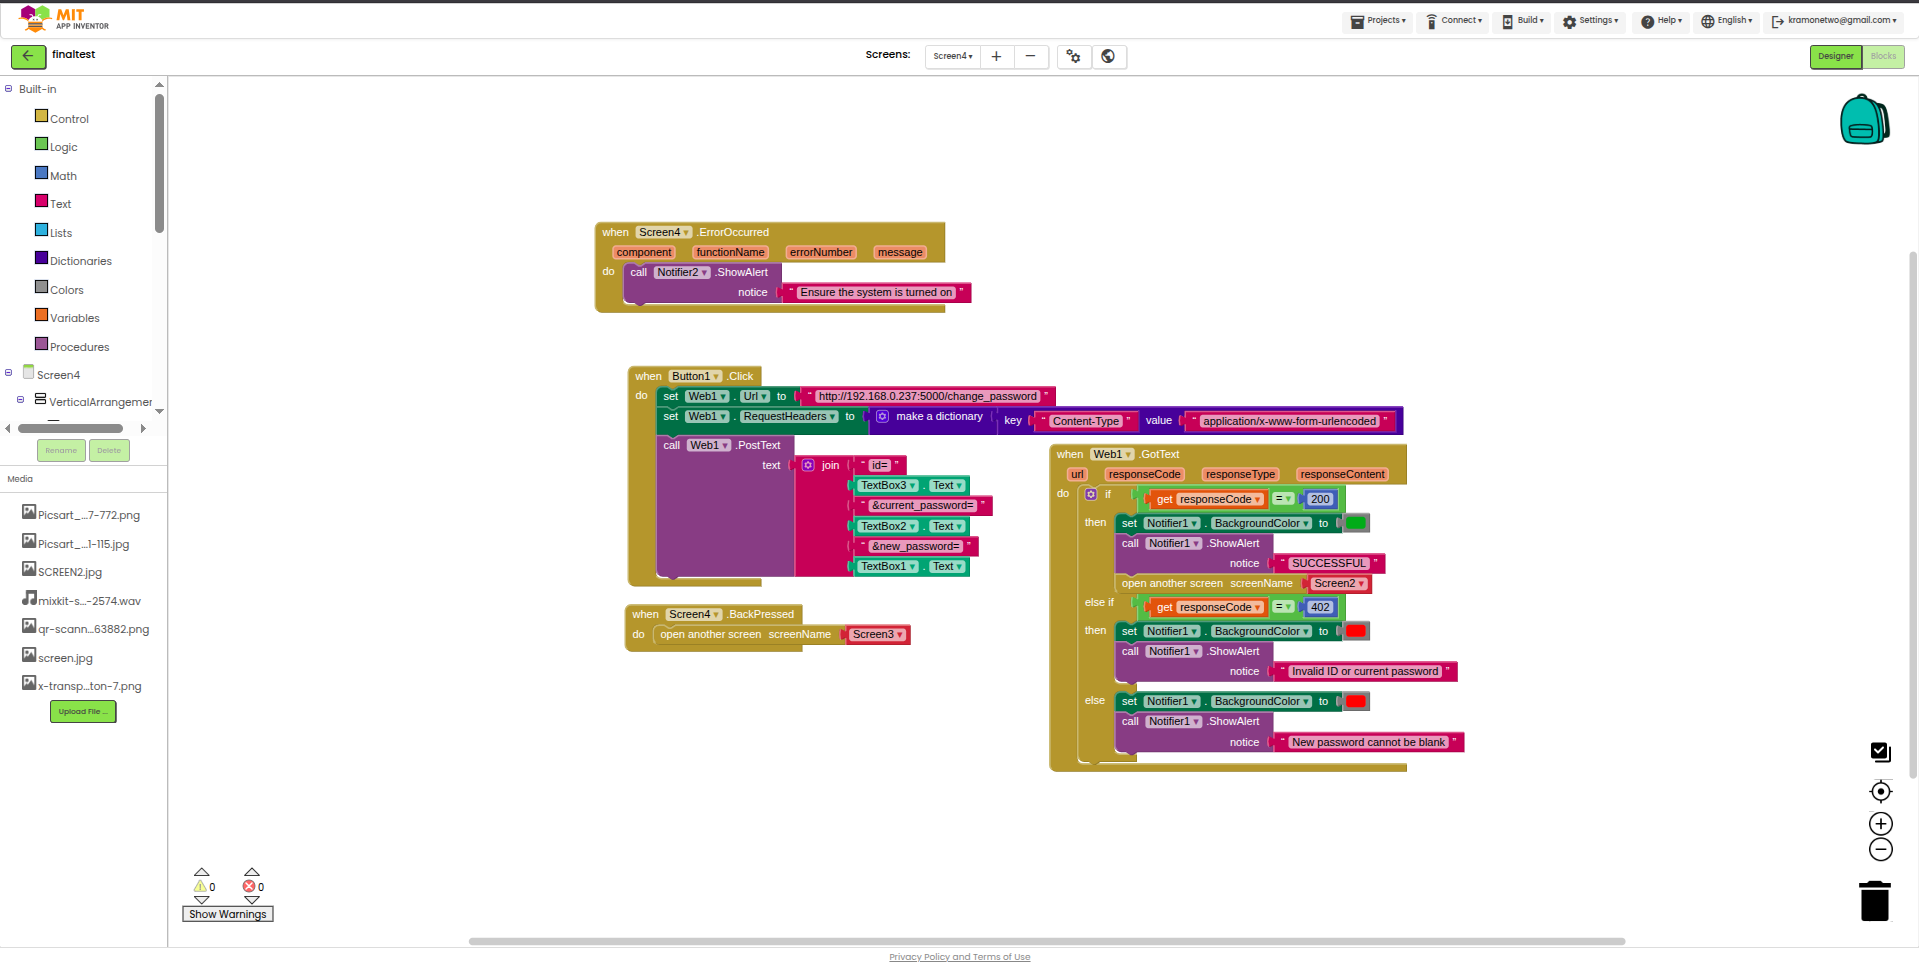 MIT
APP INVENTOR
Projects
Connect
Build
Settings
Help
English
kramonetwo@gmail.com
finaltest
Screens:
Screen4
Designer
Blocks
Built-in
Control
Logic
Math
Text
Lists
Dictionaries
Colors
Variables
Procedures
Screen4
VerticalArrangemer
Rename
Delete
Media
Picsart_...7-772.png
Picsart_...1-115.jpg
SCREEN2.jpg
mixkit-s...-2574.wav
qr-scann...63882.png
screen.jpg
x-transp...ton-7.png
Upload File ...
when Screen4 .ErrorOccurred
component functionName errorNumber message
do call Notifier2 .ShowAlert
notice " Ensure the system is turned on "
when Button1 .Click
do set Web1 . Url to " http://192.168.0.237:5000/change_password "
set Web1 . RequestHeaders to make a dictionary key " Content-Type " value " application/x-www-form-urlencoded "
call Web1 .PostText
text join " id= "
TextBox3 . Text
" &current_password= "
TextBox2 . Text
" &new_password= "
TextBox1 . Text
when Screen4 .BackPressed
do open another screen screenName Screen3
when Web1 .GotText
url responseCode responseType responseContent
do if get responseCode = 200
then set Notifier1 . BackgroundColor to
call Notifier1 .ShowAlert
notice " SUCCESSFUL "
open another screen screenName Screen2
else if get responseCode = 402
then set Notifier1 . BackgroundColor to
call Notifier1 .ShowAlert
notice " Invalid ID or current password "
else set Notifier1 . BackgroundColor to
call Notifier1 .ShowAlert
notice " New password cannot be blank "
0 0
Show Warnings
Privacy Policy and Terms of Use